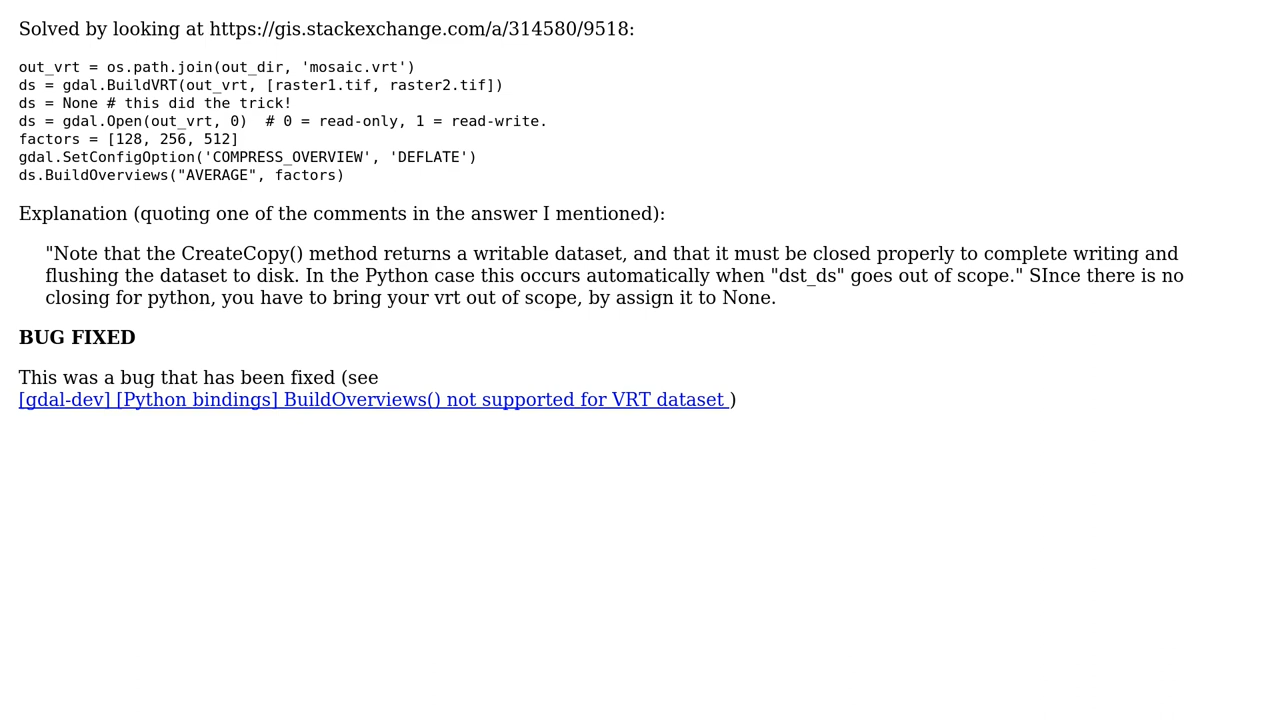 Solved by looking at https://gis.stackexchange.com/a/314580/9518:
out_vrt = os.path.join(out_dir, 'mosaic.vrt')
ds = gdal.BuildVRT(out_vrt, [raster1.tif, raster2.tif])
ds = None # this did the trick!
ds = gdal.Open(out_vrt, 0)  # 0 = read-only, 1 = read-write.
factors = [128, 256, 512]
gdal.SetConfigOption('COMPRESS_OVERVIEW', 'DEFLATE')
ds.BuildOverviews("AVERAGE", factors)
Explanation (quoting one of the comments in the answer I mentioned):
"Note that the CreateCopy() method returns a writable dataset, and that it must be closed properly to complete writing and
flushing the dataset to disk. In the Python case this occurs automatically when "dst_ds" goes out of scope." SInce there is no
closing for python, you have to bring your vrt out of scope, by assign it to None.
BUG FIXED
This was a bug that has been fixed (see
[gdal-dev] [Python bindings] BuildOverviews() not supported for VRT dataset )